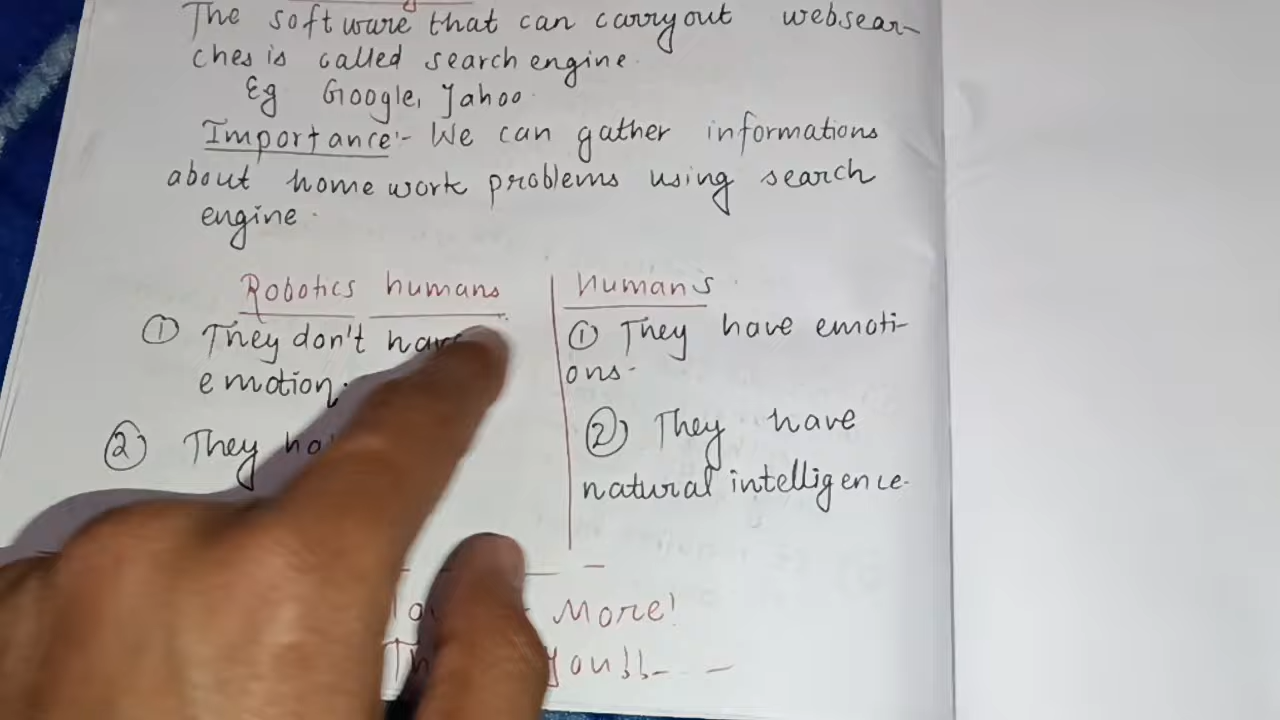 The software that can carryout websear-
ches is called search engine.
Eg Google, Yahoo.
Importance:- We can gather informations
about home work problems using search
engine.
Robotics humans
① They don't have
emotion.
② They
humans.
① They have emoti-
ons.
② They have
natural intelligence.
More!
you!!- -